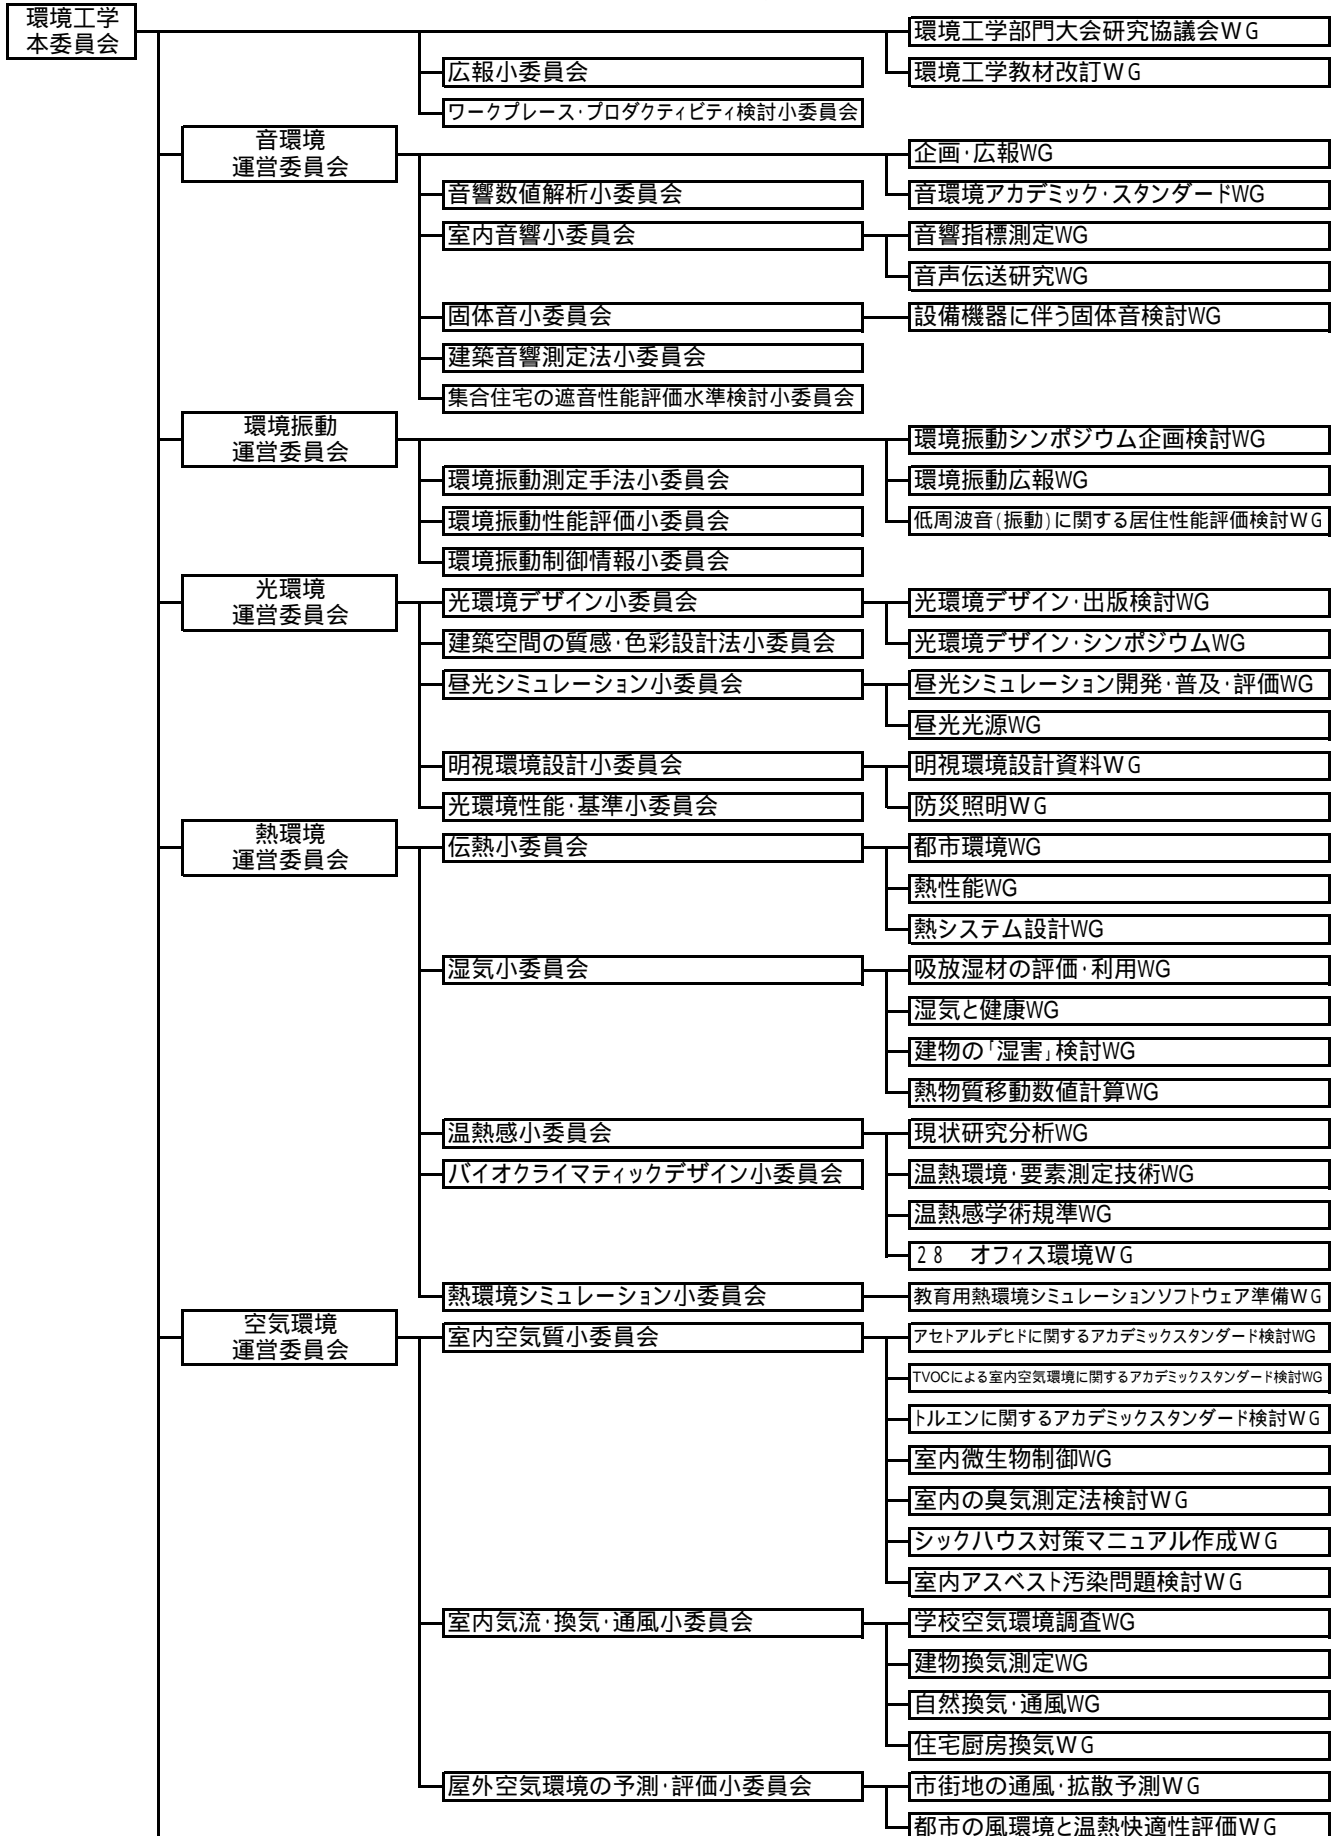 環境工学
本委員会
環境工学部門大会研究協議会ＷＧ
広報小委員会
環境工学教材改訂ＷＧ
ワークプレース・プロダクティビティ検討小委員会
音環境
運営委員会
企画・広報WG
音響数値解析小委員会
音環境アカデミック・スタンダードWG
室内音響小委員会
音響指標測定WG
音声伝送研究WG
固体音小委員会
設備機器に伴う固体音検討WG
建築音響測定法小委員会
集合住宅の遮音性能評価水準検討小委員会
環境振動
運営委員会
環境振動シンポジウム企画検討WG
環境振動測定手法小委員会
環境振動広報WG
環境振動性能評価小委員会
低周波音(振動)に関する居住性能評価検討ＷＧ
環境振動制御情報小委員会
光環境
運営委員会
光環境デザイン小委員会
光環境デザイン・出版検討WG
建築空間の質感・色彩設計法小委員会
光環境デザイン・シンポジウムWG
昼光シミュレーション小委員会
昼光シミュレーション開発・普及・評価WG
昼光光源WG
明視環境設計小委員会
明視環境設計資料ＷＧ
光環境性能・基準小委員会
防災照明ＷＧ
熱環境
運営委員会
伝熱小委員会
都市環境WG
熱性能WG
熱システム設計WG
湿気小委員会
吸放湿材の評価・利用WG
湿気と健康WG
建物の「湿害」検討WG
熱物質移動数値計算WG
温熱感小委員会
現状研究分析WG
バイオクライマティックデザイン小委員会
温熱環境・要素測定技術WG
温熱感学術規準WG
２８　オフィス環境ＷＧ
熱環境シミュレーション小委員会
教育用熱環境シミュレーションソフトウェア準備ＷＧ
空気環境
運営委員会
室内空気質小委員会
アセトアルデヒドに関するアカデミックスタンダード検討WG
TVOCによる室内空気環境に関するアカデミックスタンダード検討WG
トルエンに関するアカデミックスタンダード検討ＷＧ
室内微生物制御WG
室内の臭気測定法検討ＷＧ
シックハウス対策マニュアル作成ＷＧ
室内アスベスト汚染問題検討ＷＧ
室内気流・換気・通風小委員会
学校空気環境調査WG
建物換気測定WG
自然換気・通風WG
住宅厨房換気ＷＧ
屋外空気環境の予測・評価小委員会
市街地の通風・拡散予測ＷＧ
都市の風環境と温熱快適性評価ＷＧ